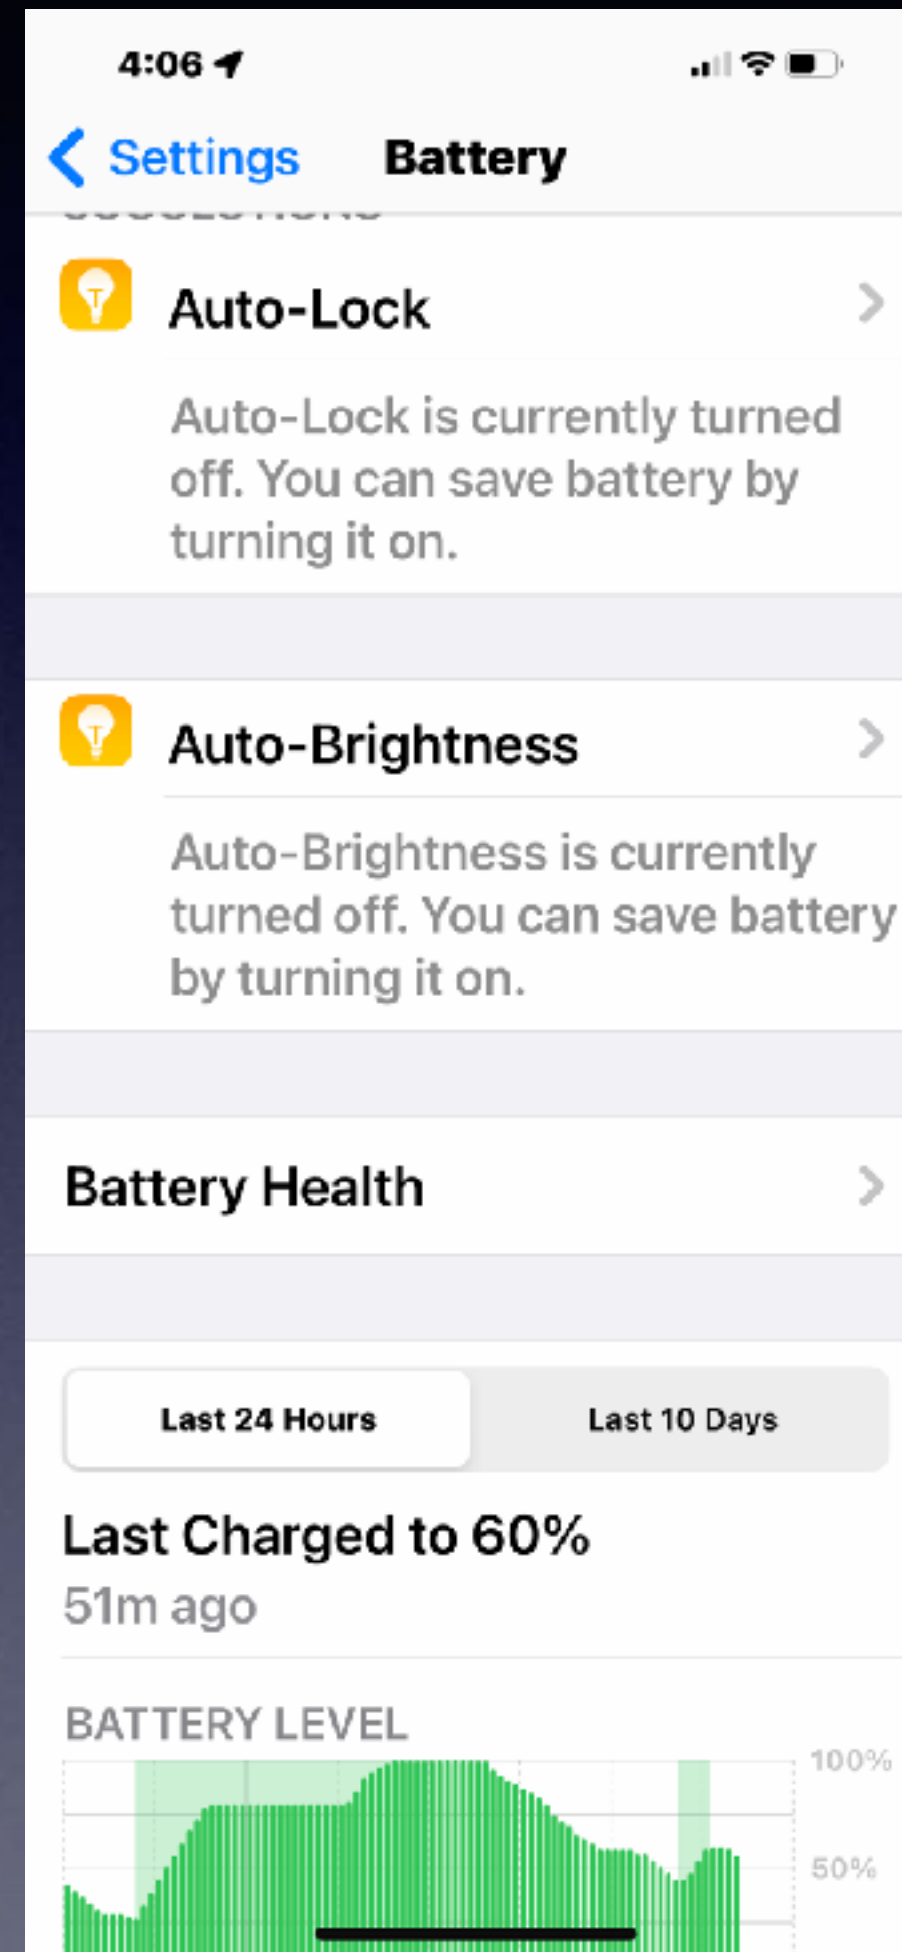 4:06
Settings
Battery
Auto-Lock
Auto-Lock is currently turned
off. You can save battery by
turning it on.
Auto-Brightness
Auto-Brightness is currently
turned off. You can save battery
by turning it on.
Battery Health
Last 24 Hours
Last 10 Days
Last Charged to 60%
51m ago
BATTERY LEVEL
100%
50%